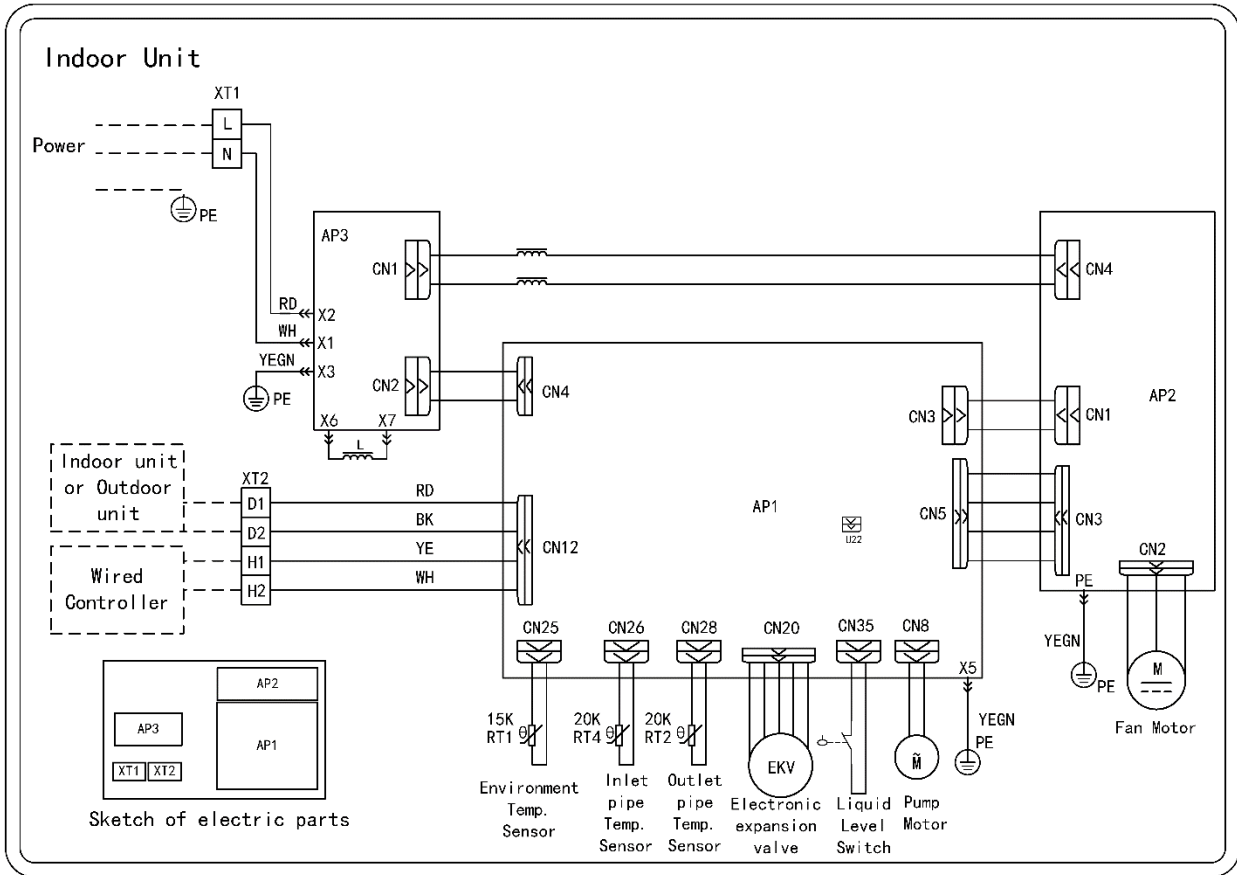 Indoor Unit
XT1
L
N
Power
PE
AP3
CN1
CN4
RD
X2
WH
X1
YEGN
X3
PE
CN2
CN4
X6
X7
L
CN3
CN1
AP2
Indoor unit
or Outdoor
unit
XT2
D1
D2
H1
H2
RD
BK
YE
WH
CN12
AP1
U22
CN5
CN3
CN2
PE
Wired
Controller
YEGN
PE
M
Fan Motor
CN25
CN26
CN28
CN20
CN35
CN8
X5
YEGN
PE
15K
RT1
θ
20K
RT4
θ
20K
RT2
θ
EKV
M
Environment
Temp.
Sensor
Inlet
pipe
Temp.
Sensor
Outlet
pipe
Temp.
Sensor
Electronic
expansion
valve
Liquid
Level
Switch
Pump
Motor
AP2
AP3
AP1
XT1
XT2
Sketch of electric parts